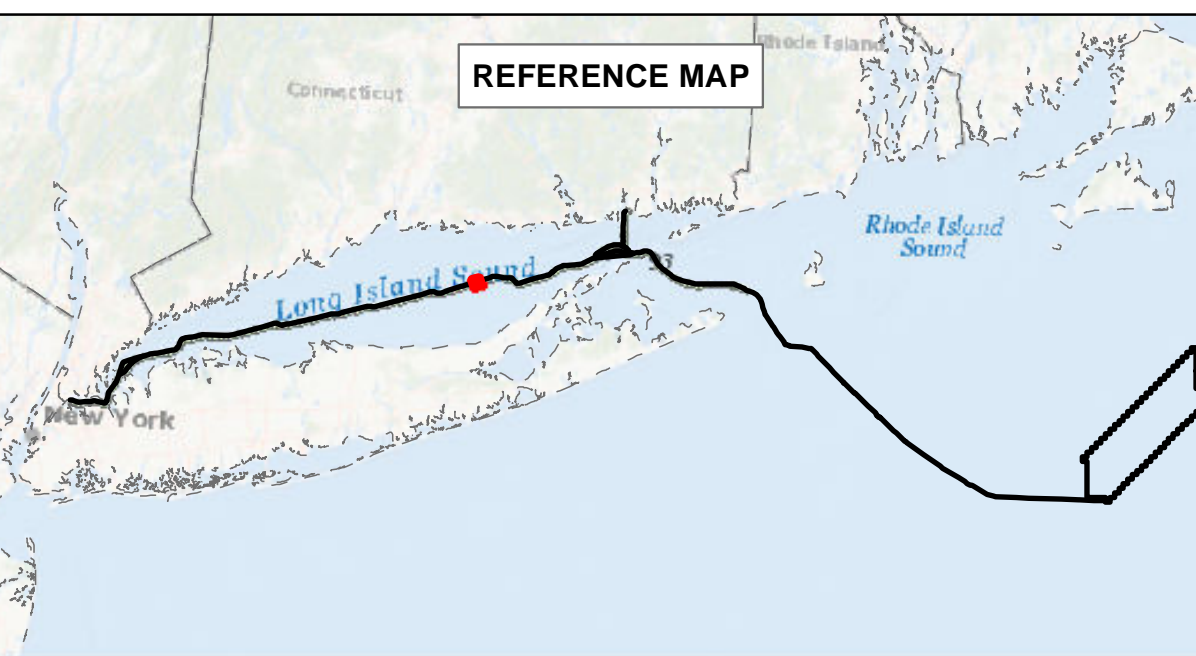 Rhode Island
REFERENCE MAP
Connecticut
Rhode Island
Sound
Long Island Sound
New York